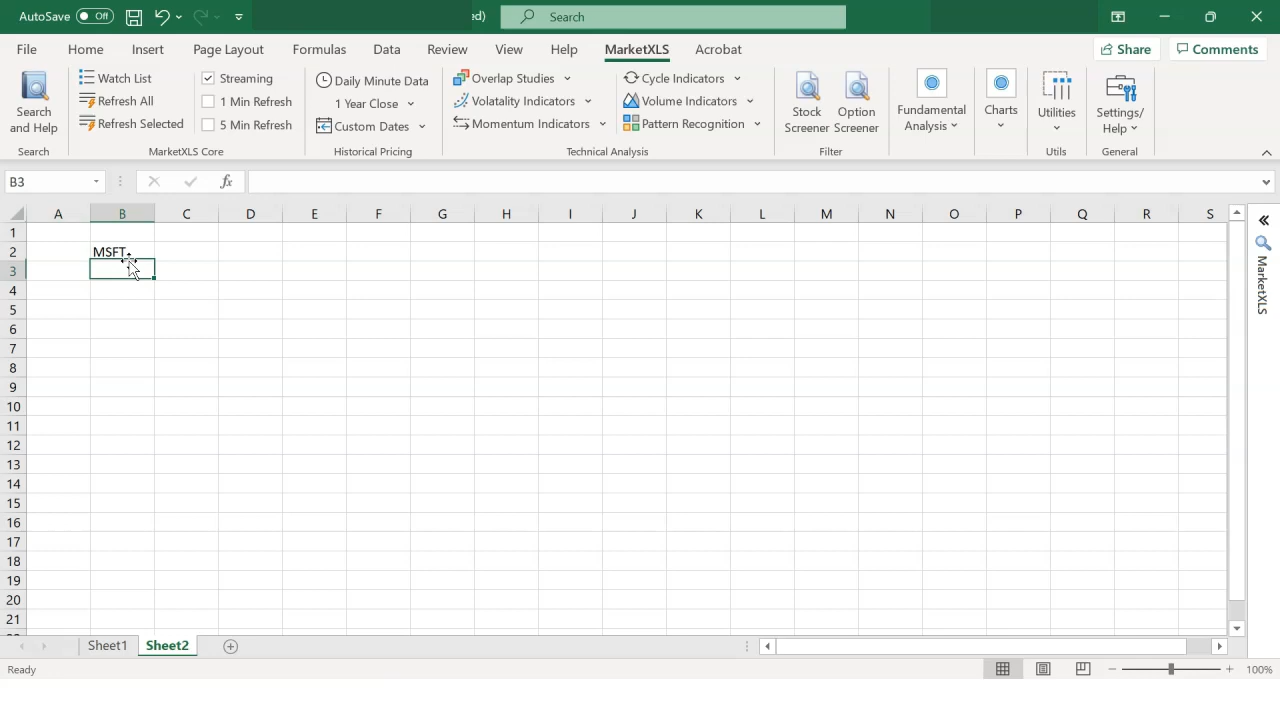 AutoSave Off ed) Search
File Home Insert Page Layout Formulas Data Review View Help MarketXLS Acrobat Share Comments
Search and Help
Search
Watch List
Refresh All
Refresh Selected
Streaming
1 Min Refresh
5 Min Refresh
MarketXLS Core
Daily Minute Data
1 Year Close
Custom Dates
Historical Pricing
Overlap Studies
Volatality Indicators
Momentum Indicators
Cycle Indicators
Volume Indicators
Pattern Recognition
Technical Analysis
Stock Screener
Option Screener
Filter
Fundamental Analysis
Charts
Utilities
Utils
Settings/ Help
General
B3 fx
A B C D E F G H I J K L M N O P Q R S
1
2 MSFT
3
4
5
6
7
8
9
10
11
12
13
14
15
16
17
18
19
20
21
MarketXLS
Sheet1 Sheet2
Ready 100%